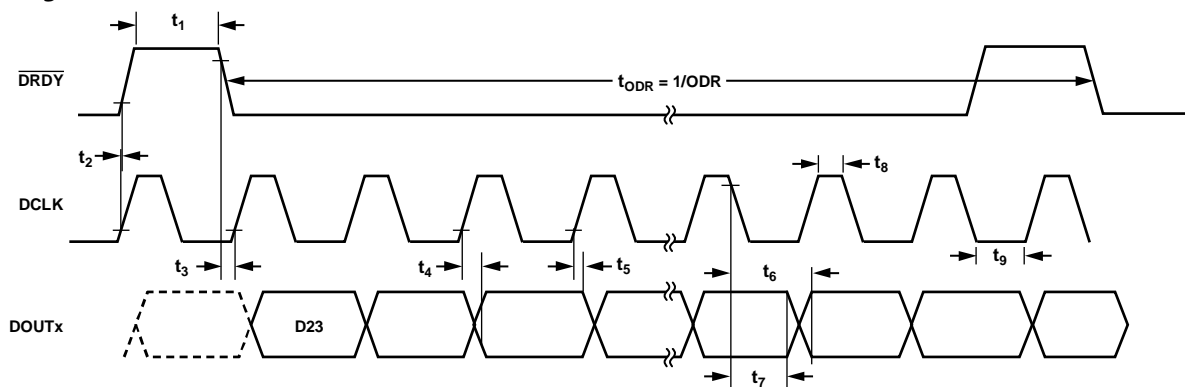 t1
DRDY
tODR = 1/ODR
t2
t8
DCLK
t3
t4
t5
t6
t9
DOUTx
D23
t7